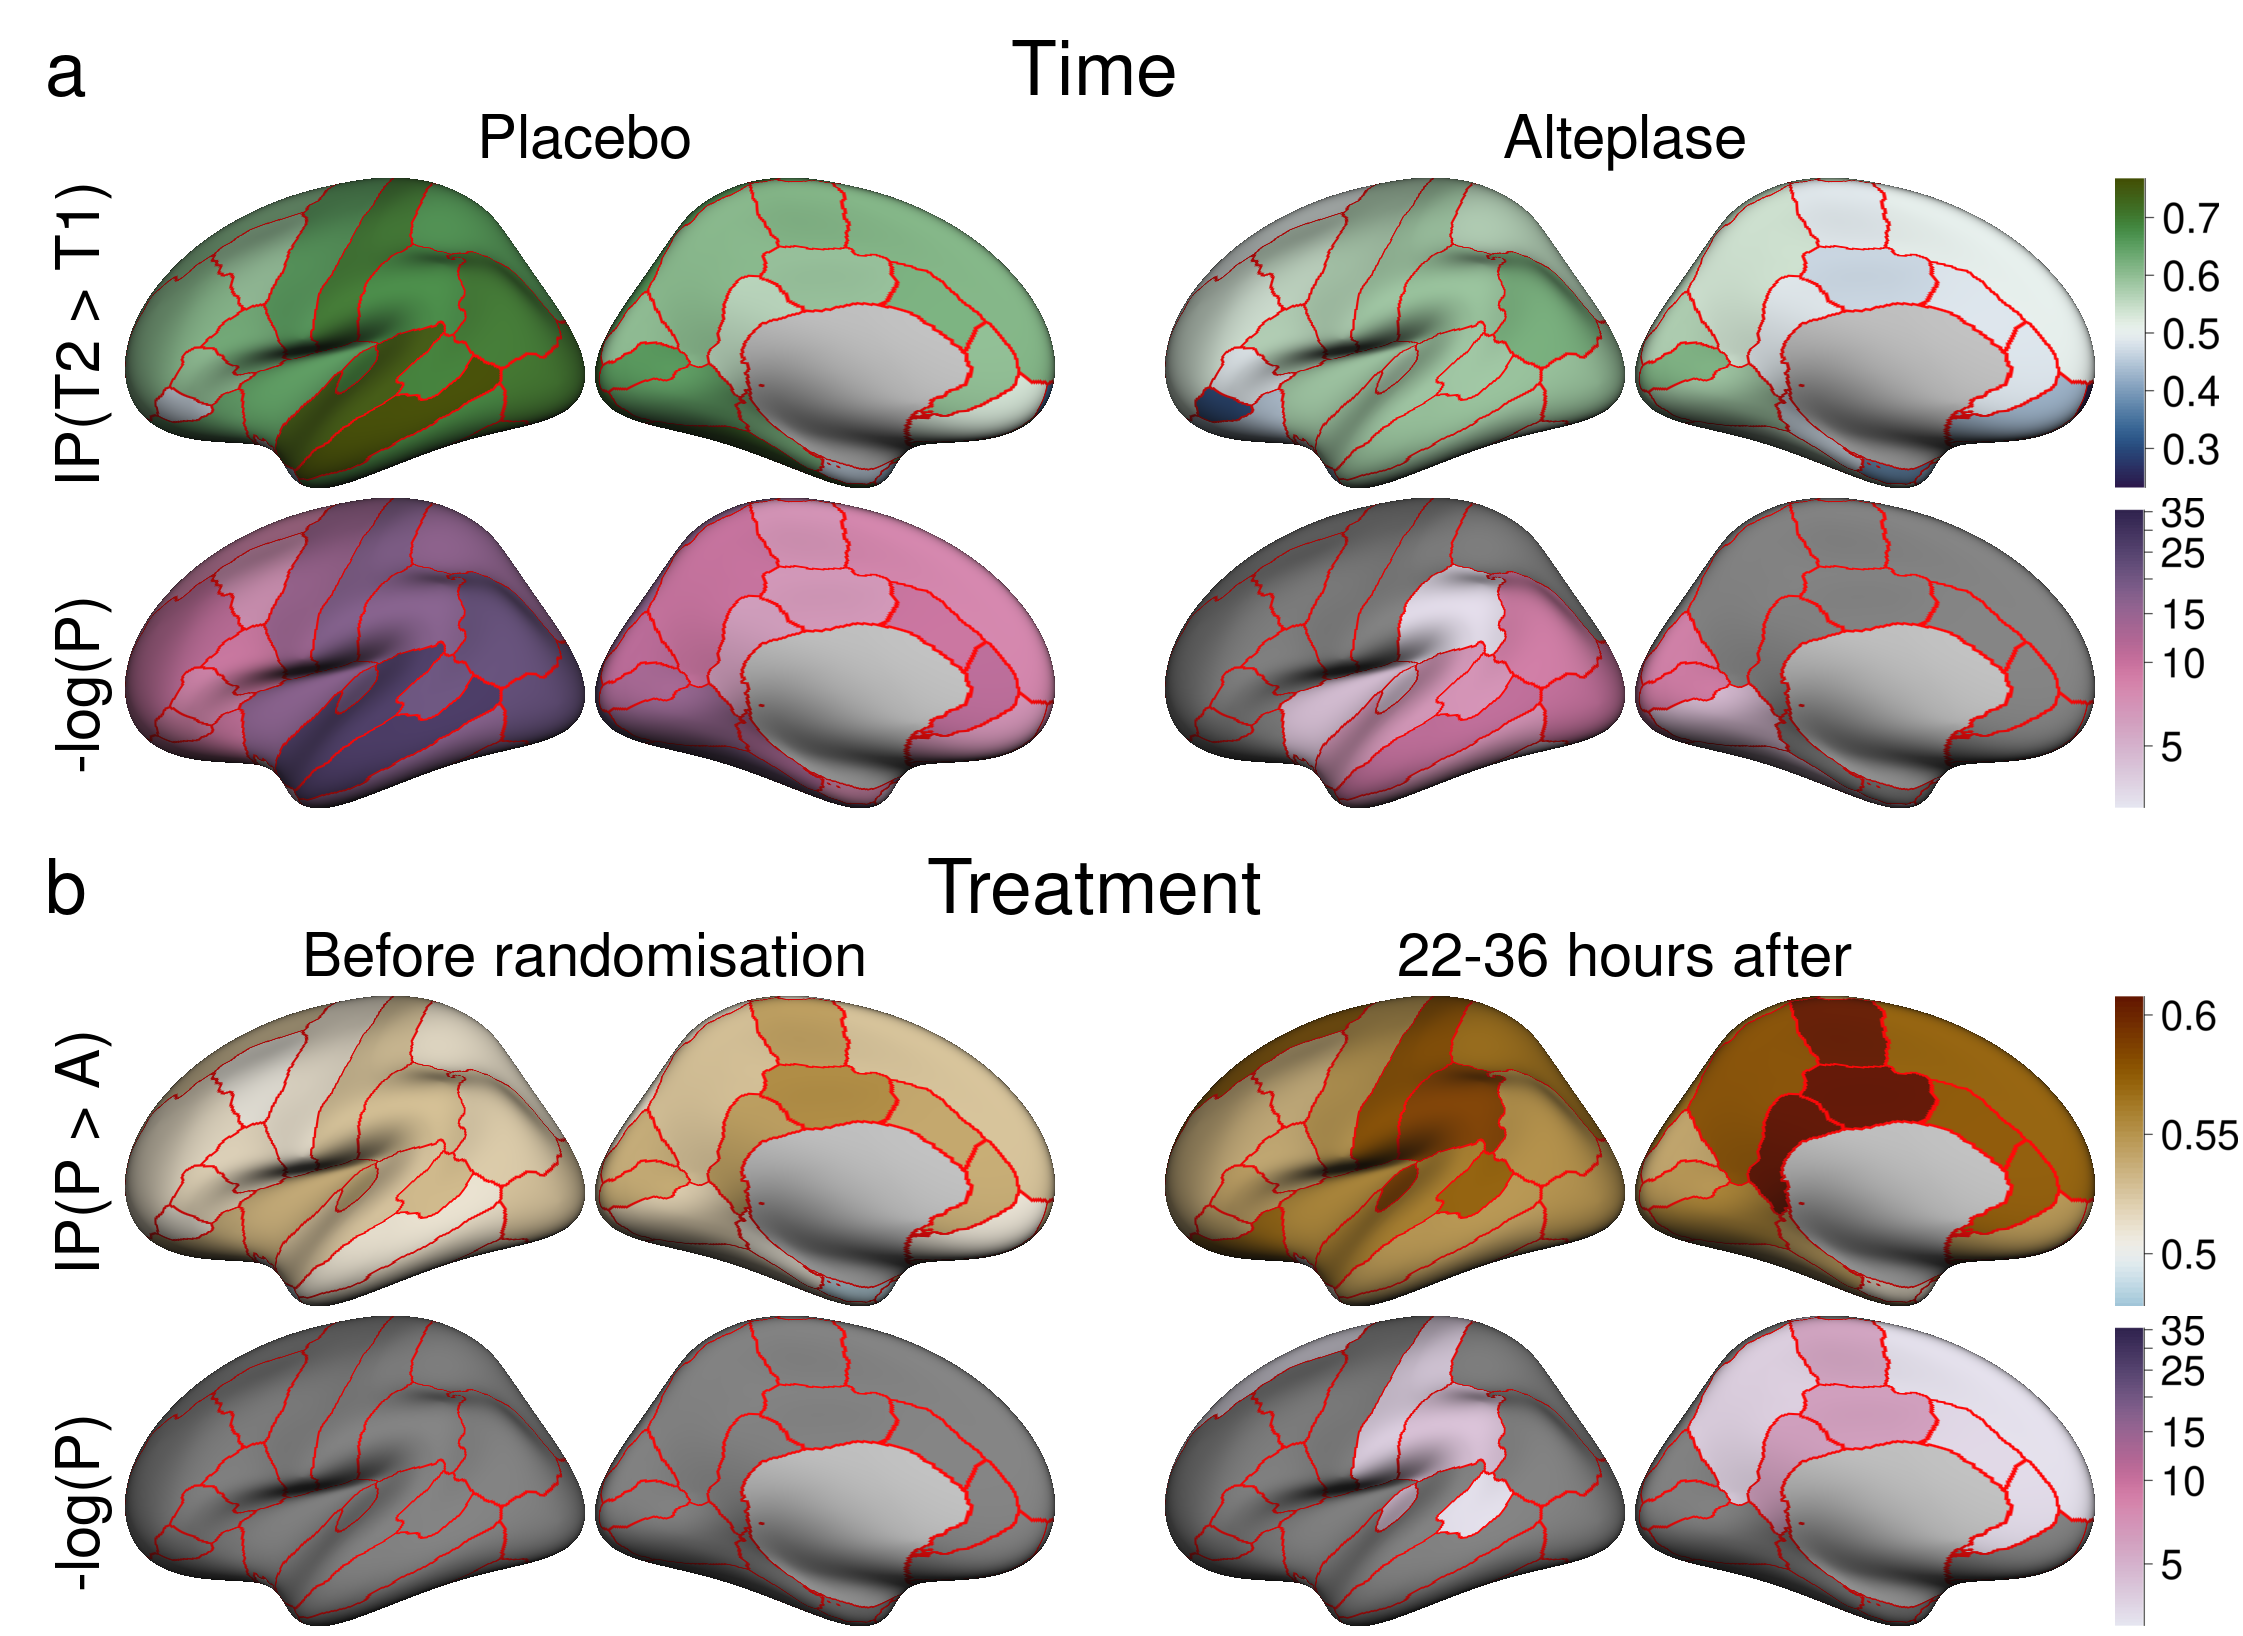 a
Time
Placebo
Alteplase
IP(T2 > T1)
0.7
0.6
0.5
0.4
0.3
-log(P)
35
25
15
10
5
b
Treatment
Before randomisation
22-36 hours after
IP(P > A)
0.6
0.55
0.5
-log(P)
35
25
15
10
5